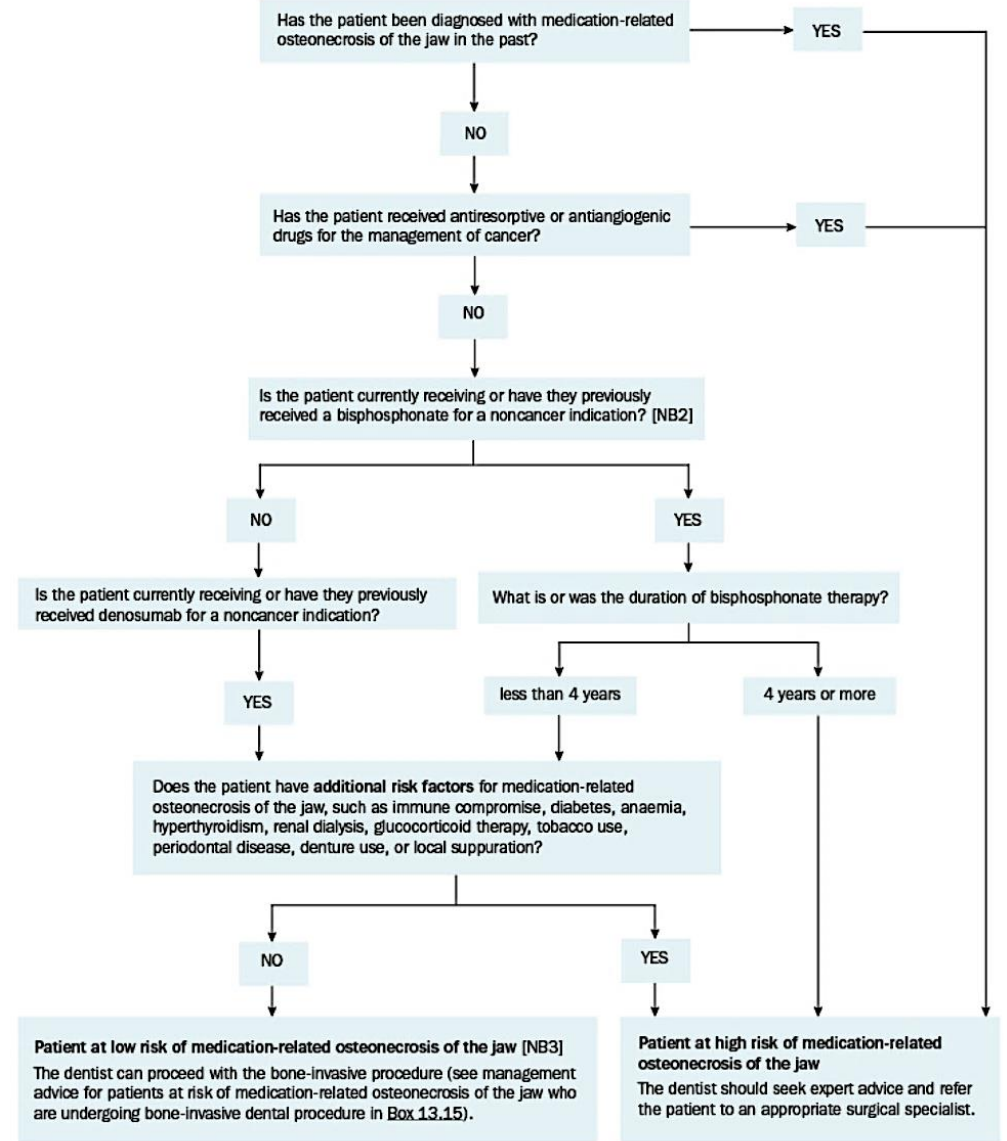 Has the patient been diagnosed with medication-related
osteonecrosis of the jaw in the past?
YES
NO
Has the patient received antiresorptive or antiangiogenic
drugs for the management of cancer?
YES
NO
Is the patient currently receiving or have they previously
received a bisphosphonate for a noncancer indication? [NB2]
NO
YES
Is the patient currently receiving or have they previously
received denosumab for a noncancer indication?
What is or was the duration of bisphosphonate therapy?
YES
less than 4 years
4 years or more
Does the patient have additional risk factors for medication-related
osteonecrosis of the jaw, such as immune compromise, diabetes, anaemia,
hyperthyroidism, renal dialysis, glucocorticoid therapy, tobacco use,
periodontal disease, denture use, or local suppuration?
NO
YES
Patient at low risk of medication-related osteonecrosis of the jaw [NB3]
The dentist can proceed with the bone-invasive procedure (see management
advice for patients at risk of medication-related osteonecrosis of the jaw who
are undergoing bone-invasive dental procedure in Box 13.15).
Patient at high risk of medication-related
osteonecrosis of the jaw
The dentist should seek expert advice and refer
the patient to an appropriate surgical specialist.